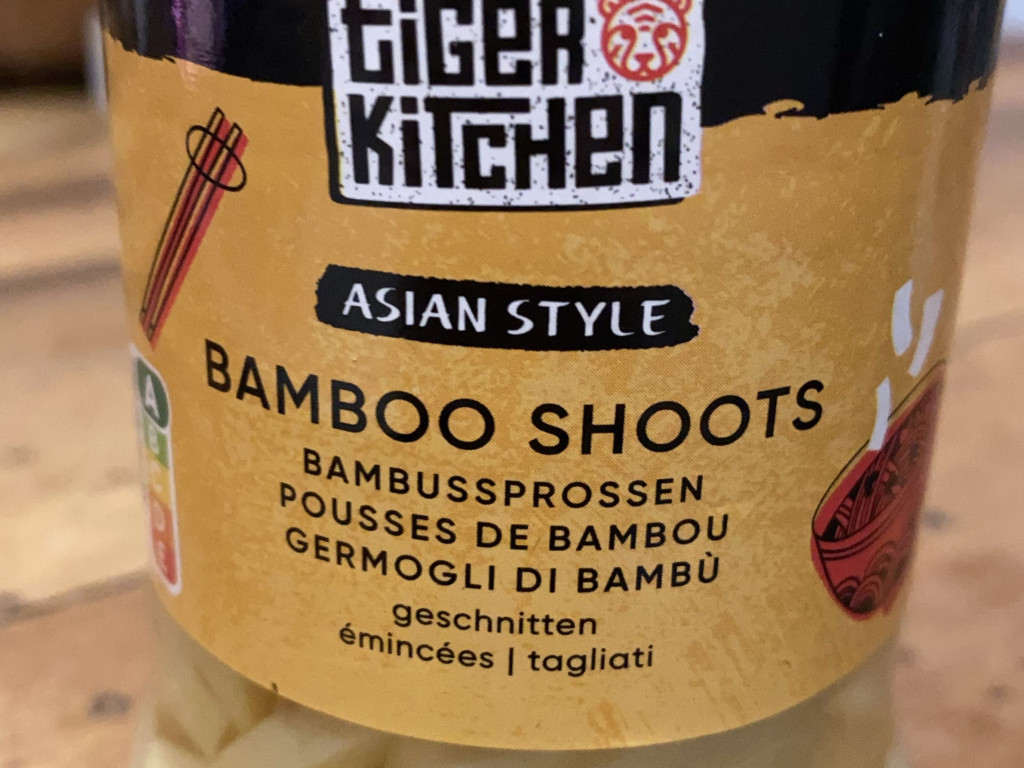 tiGER
KiTCHEN
ASIAN STYLE
BAMBOO SHOOTS
BAMBUSSPROSSEN
POUSSES DE BAMBOU
GERMOGLI DI BAMBÙ
geschnitten
émincées | tagliati
A
B
C
D
E